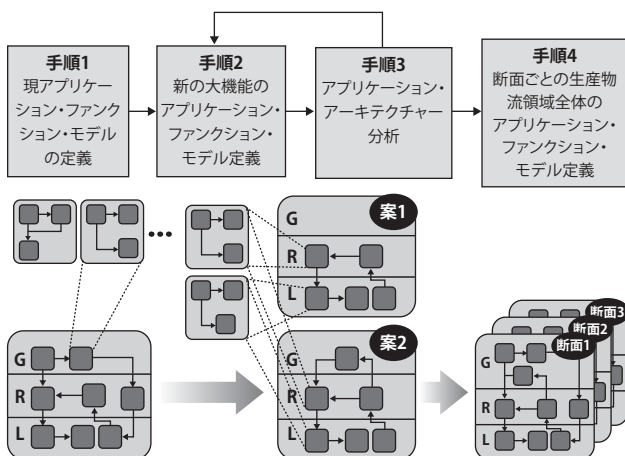 手順1
現アプリケー
ション・ファンク
ション・モデル
の定義
手順2
新の大機能の
アプリケーション・
ファンクション・
モデル定義
手順3
アプリケーション・
アーキテクチャー
分析
手順4
断面ごとの生産物
流領域全体の
アプリケーション・
ファンクション・
モデル定義
•••
G
R
L
案1
G
R
L
案2
G
R
L
断面3
断面2
断面1
G
R
L